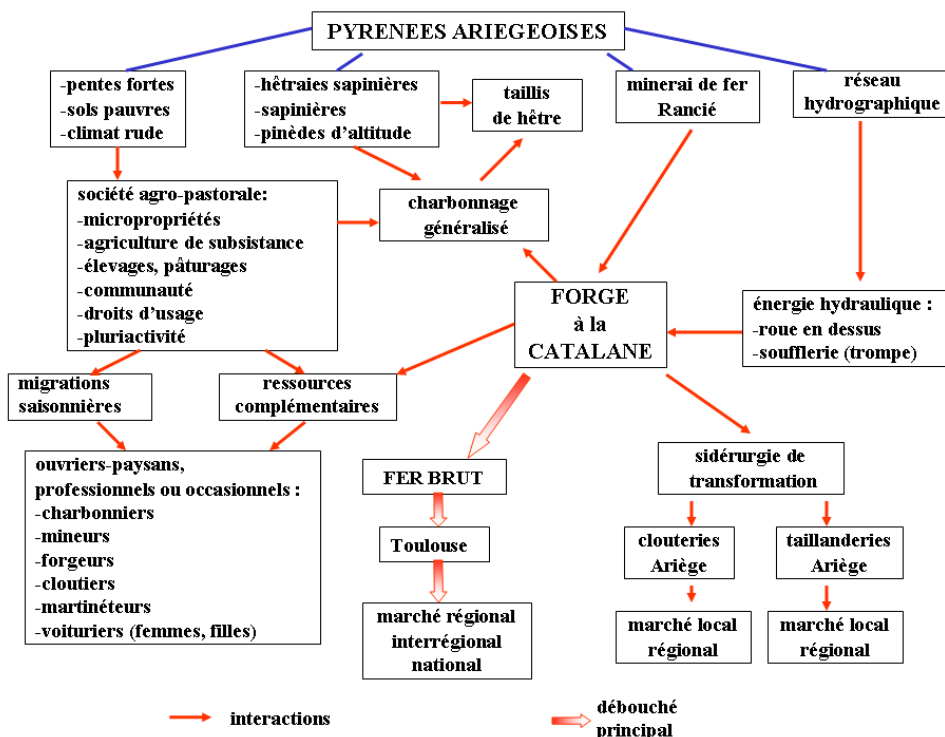 PYRENEES ARIEGEOISES
-pentes fortes
-sols pauvres
-climat rude
-hêtraies sapinières
-sapinières
-pinèdes d'altitude
taillis
de hêtre
minerai de fer
Rancié
réseau
hydrographique
société agro-pastorale:
-micropropriétés
-agriculture de subsistance
-élevages, pâturages
-communauté
-droits d'usage
-pluriactivité
charbonnage
généralisé
FORGE
à la
CATALANE
énergie hydraulique :
-roue en dessus
-soufflerie (trompe)
migrations
saisonnières
ressources
complémentaires
ouvriers-paysans,
professionnels ou occasionnels :
-charbonniers
-mineurs
-forgeurs
-cloutiers
-martinéteurs
-voituriers (femmes, filles)
FER BRUT
Toulouse
marché régional
interrégional
national
sidérurgie de
transformation
clouteries
Ariège
taillanderies
Ariège
marché local
régional
marché local
régional
interactions
débouché
principal